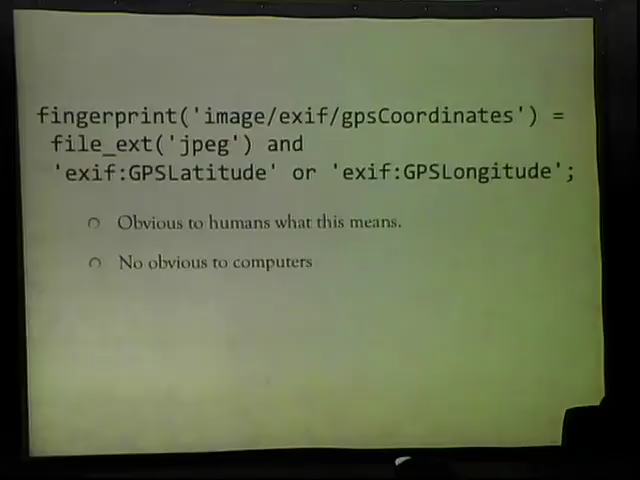 fingerprint('image/exif/gpsCoordinates') =
file_ext('jpeg') and
'exif:GPSLatitude' or 'exif:GPSLongitude';
Obvious to humans what this means.
No obvious to computers